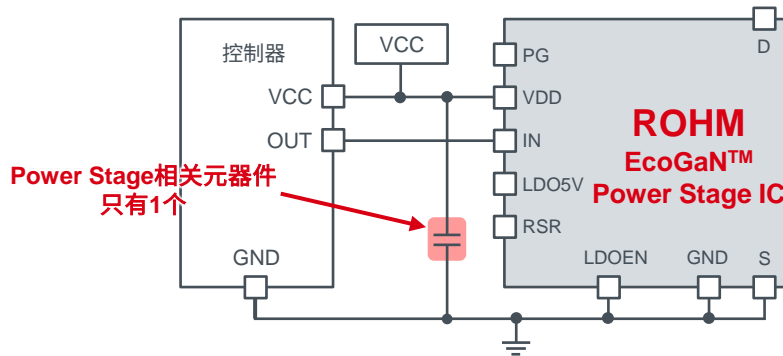 控制器
VCC
OUT
GND
VCC
Power Stage相关元器件
只有1个
D
PG
VDD
IN
LDO5V
RSR
ROHM
EcoGaN™
Power Stage IC
LDOEN
GND
S